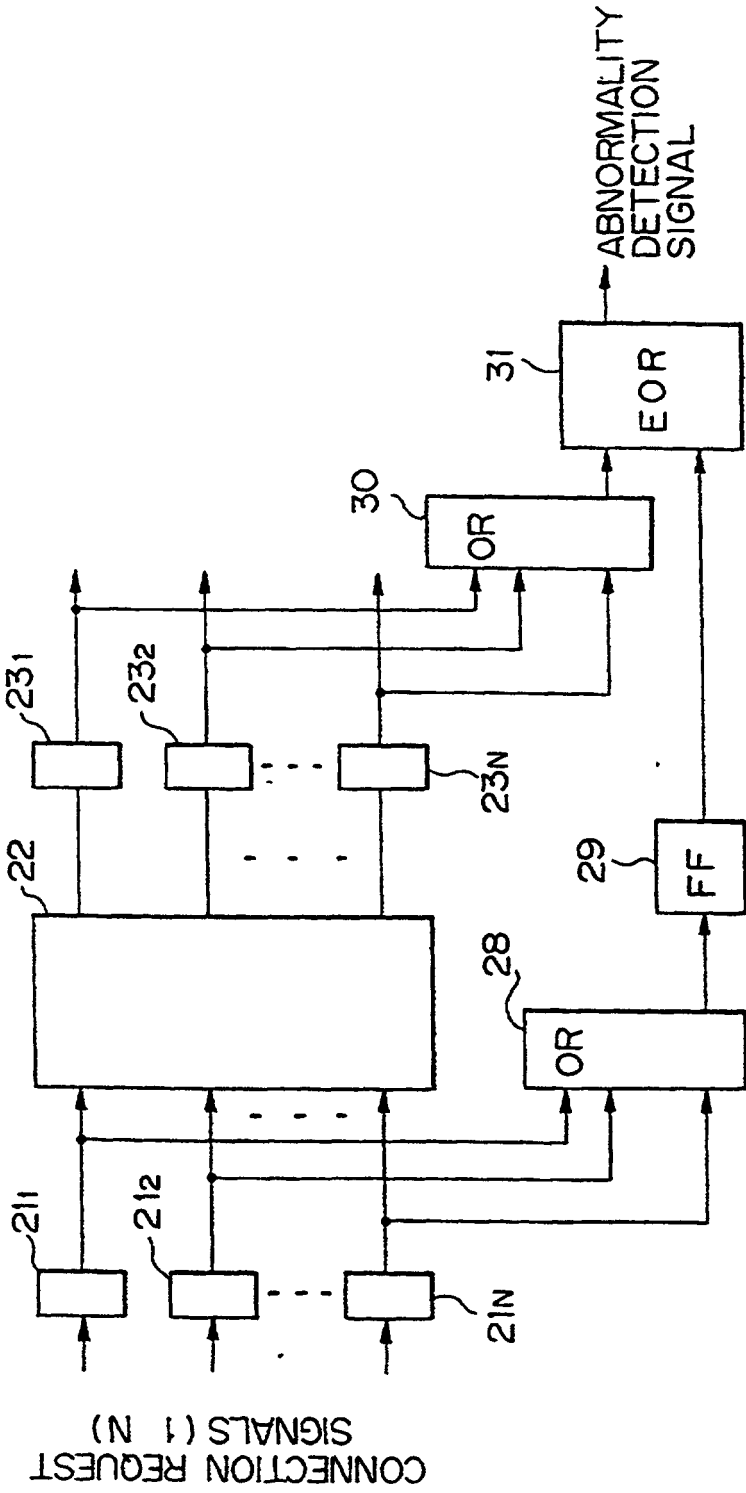 CONNECTION REQUEST
SIGNALS (1 N)
21₁
21₂
21N
22
23₁
23₂
23N
28
OR
29
FF
30
OR
31
EOR
ABNORMALITY
DETECTION
SIGNAL